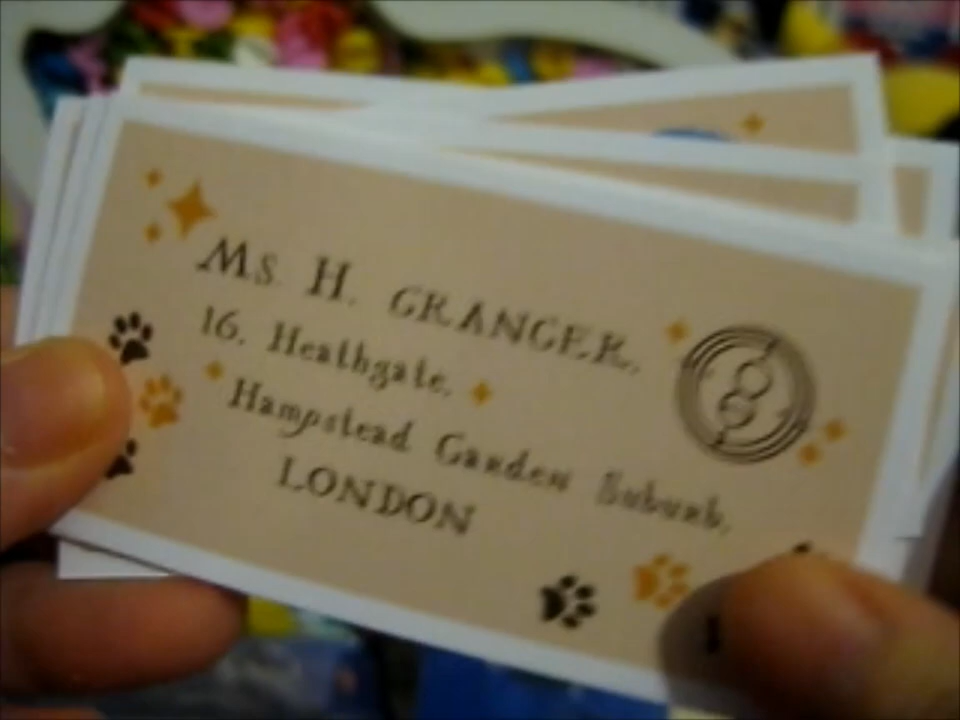 Ms. H. GRANGER,
16. Heathgate,
Hampstead Garden Suburb,
LONDON